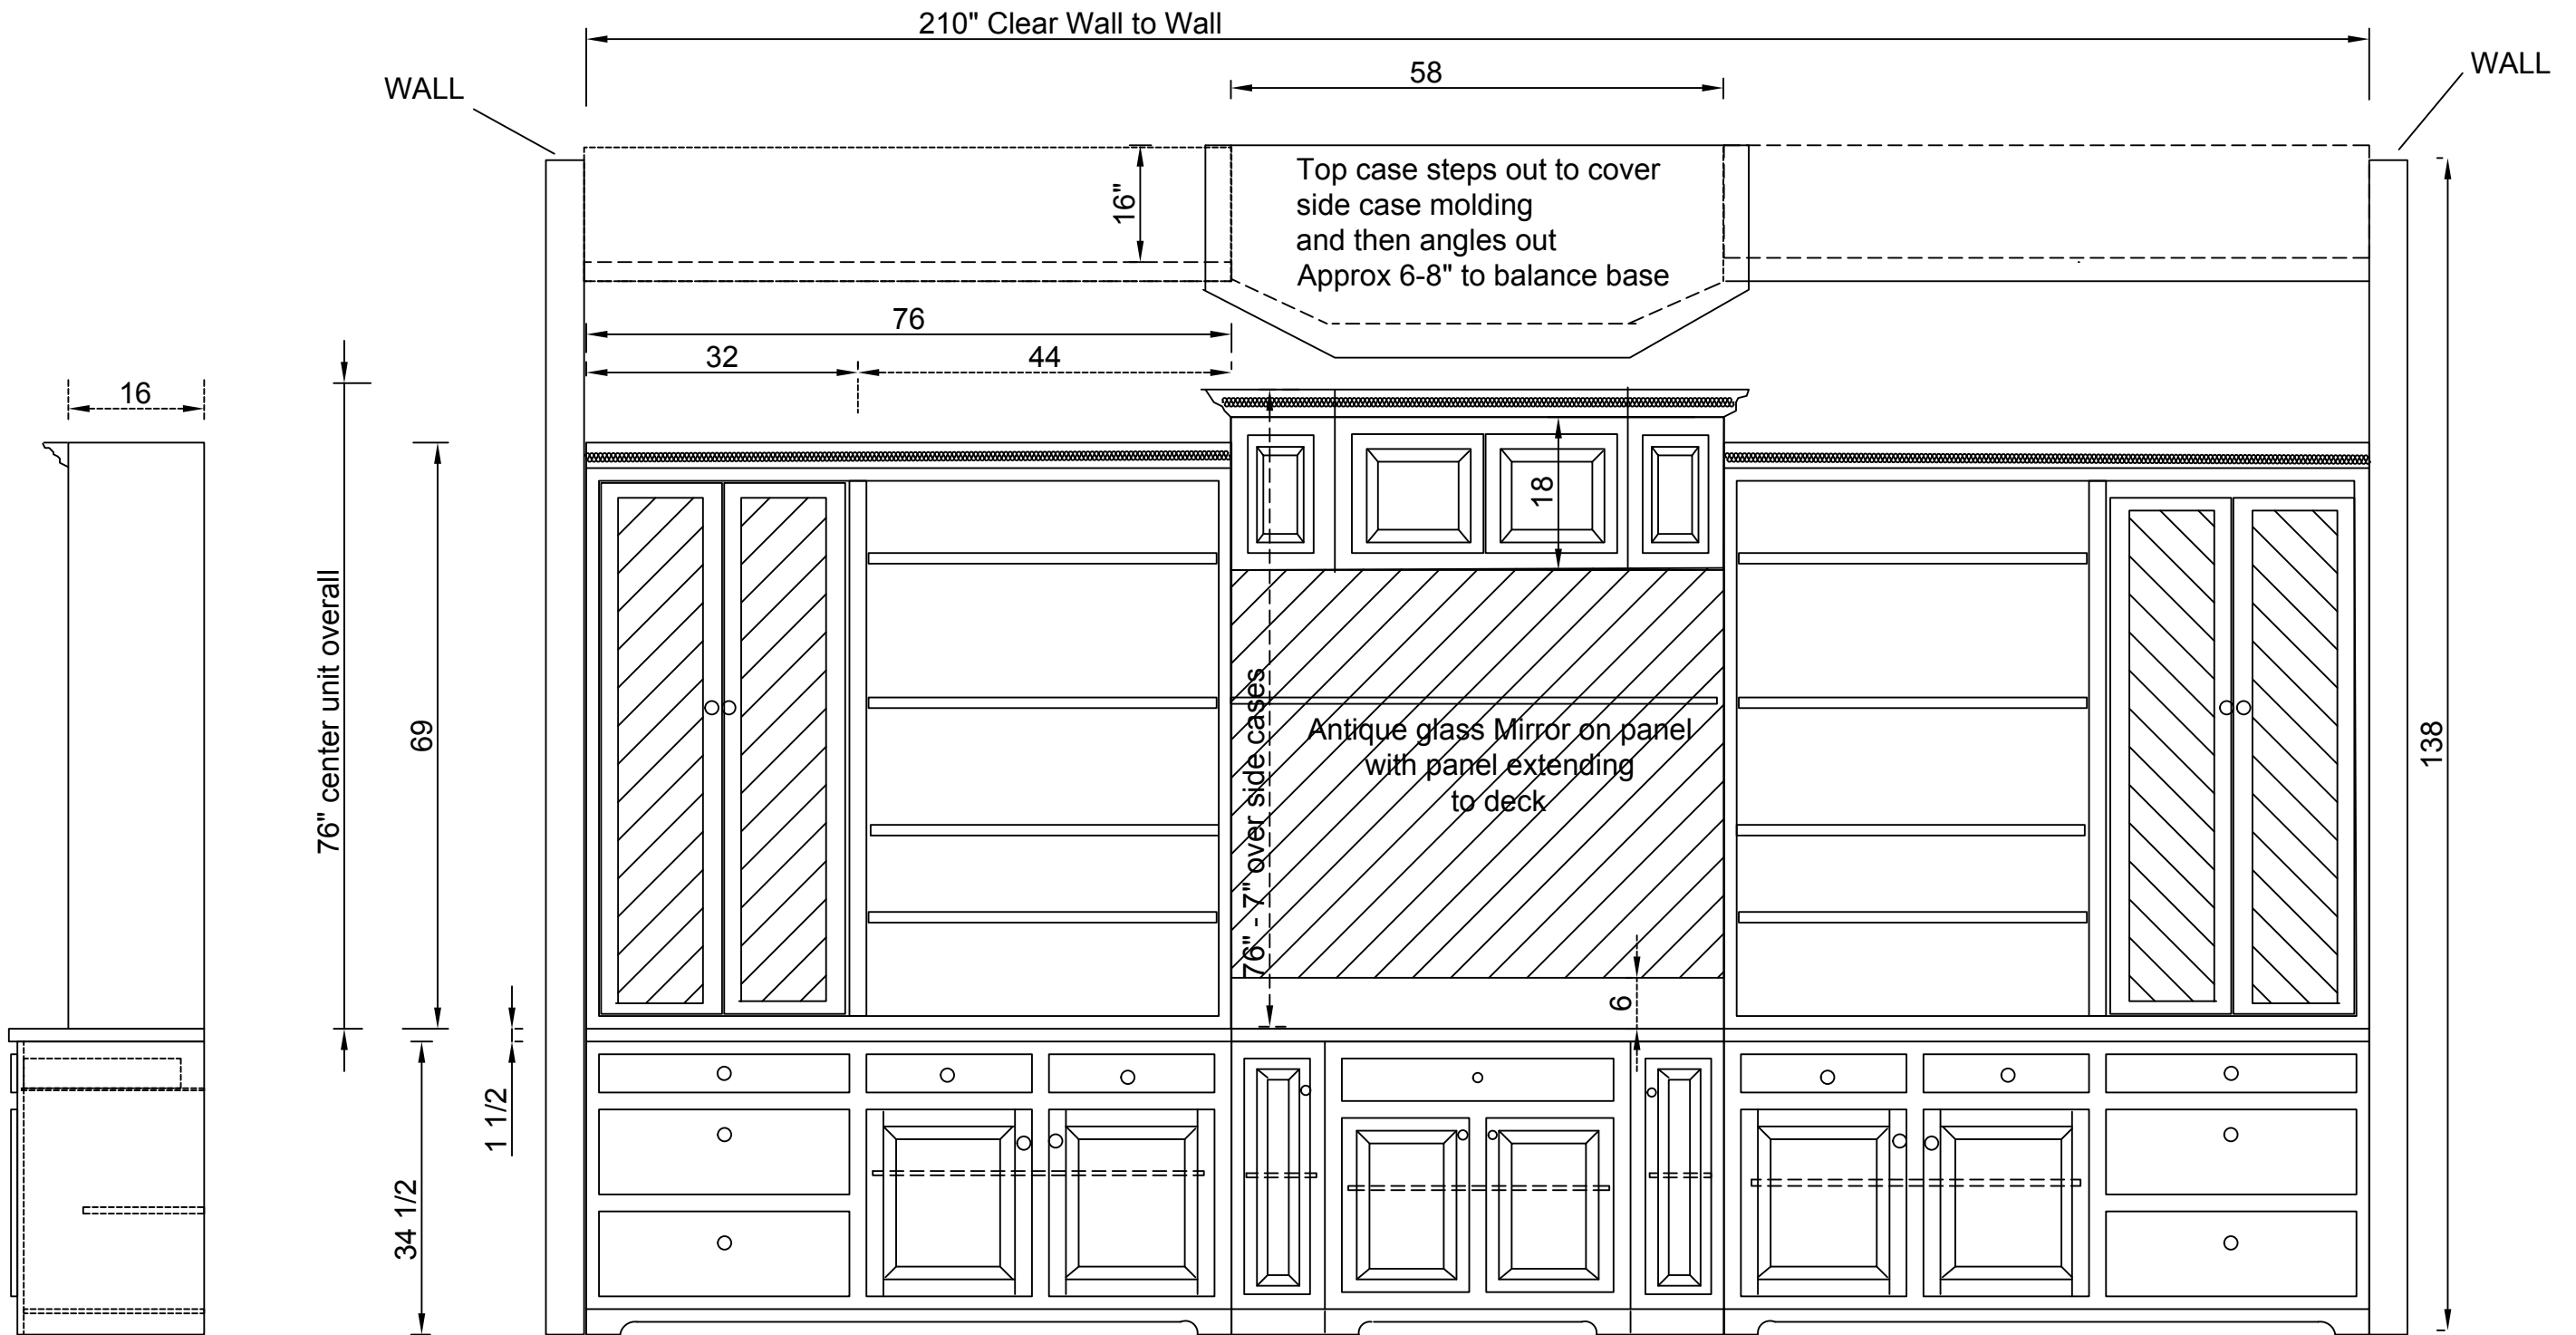 210" Clear Wall to Wall
WALL
58
WALL
16"
Top case steps out to cover
side case molding
and then angles out
Approx 6-8" to balance base
76
32
44
16
76" center unit overall
69
18
76" - 7" over side cases
Antique glass Mirror on panel
with panel extending
to deck
138
6
1 1/2
34 1/2